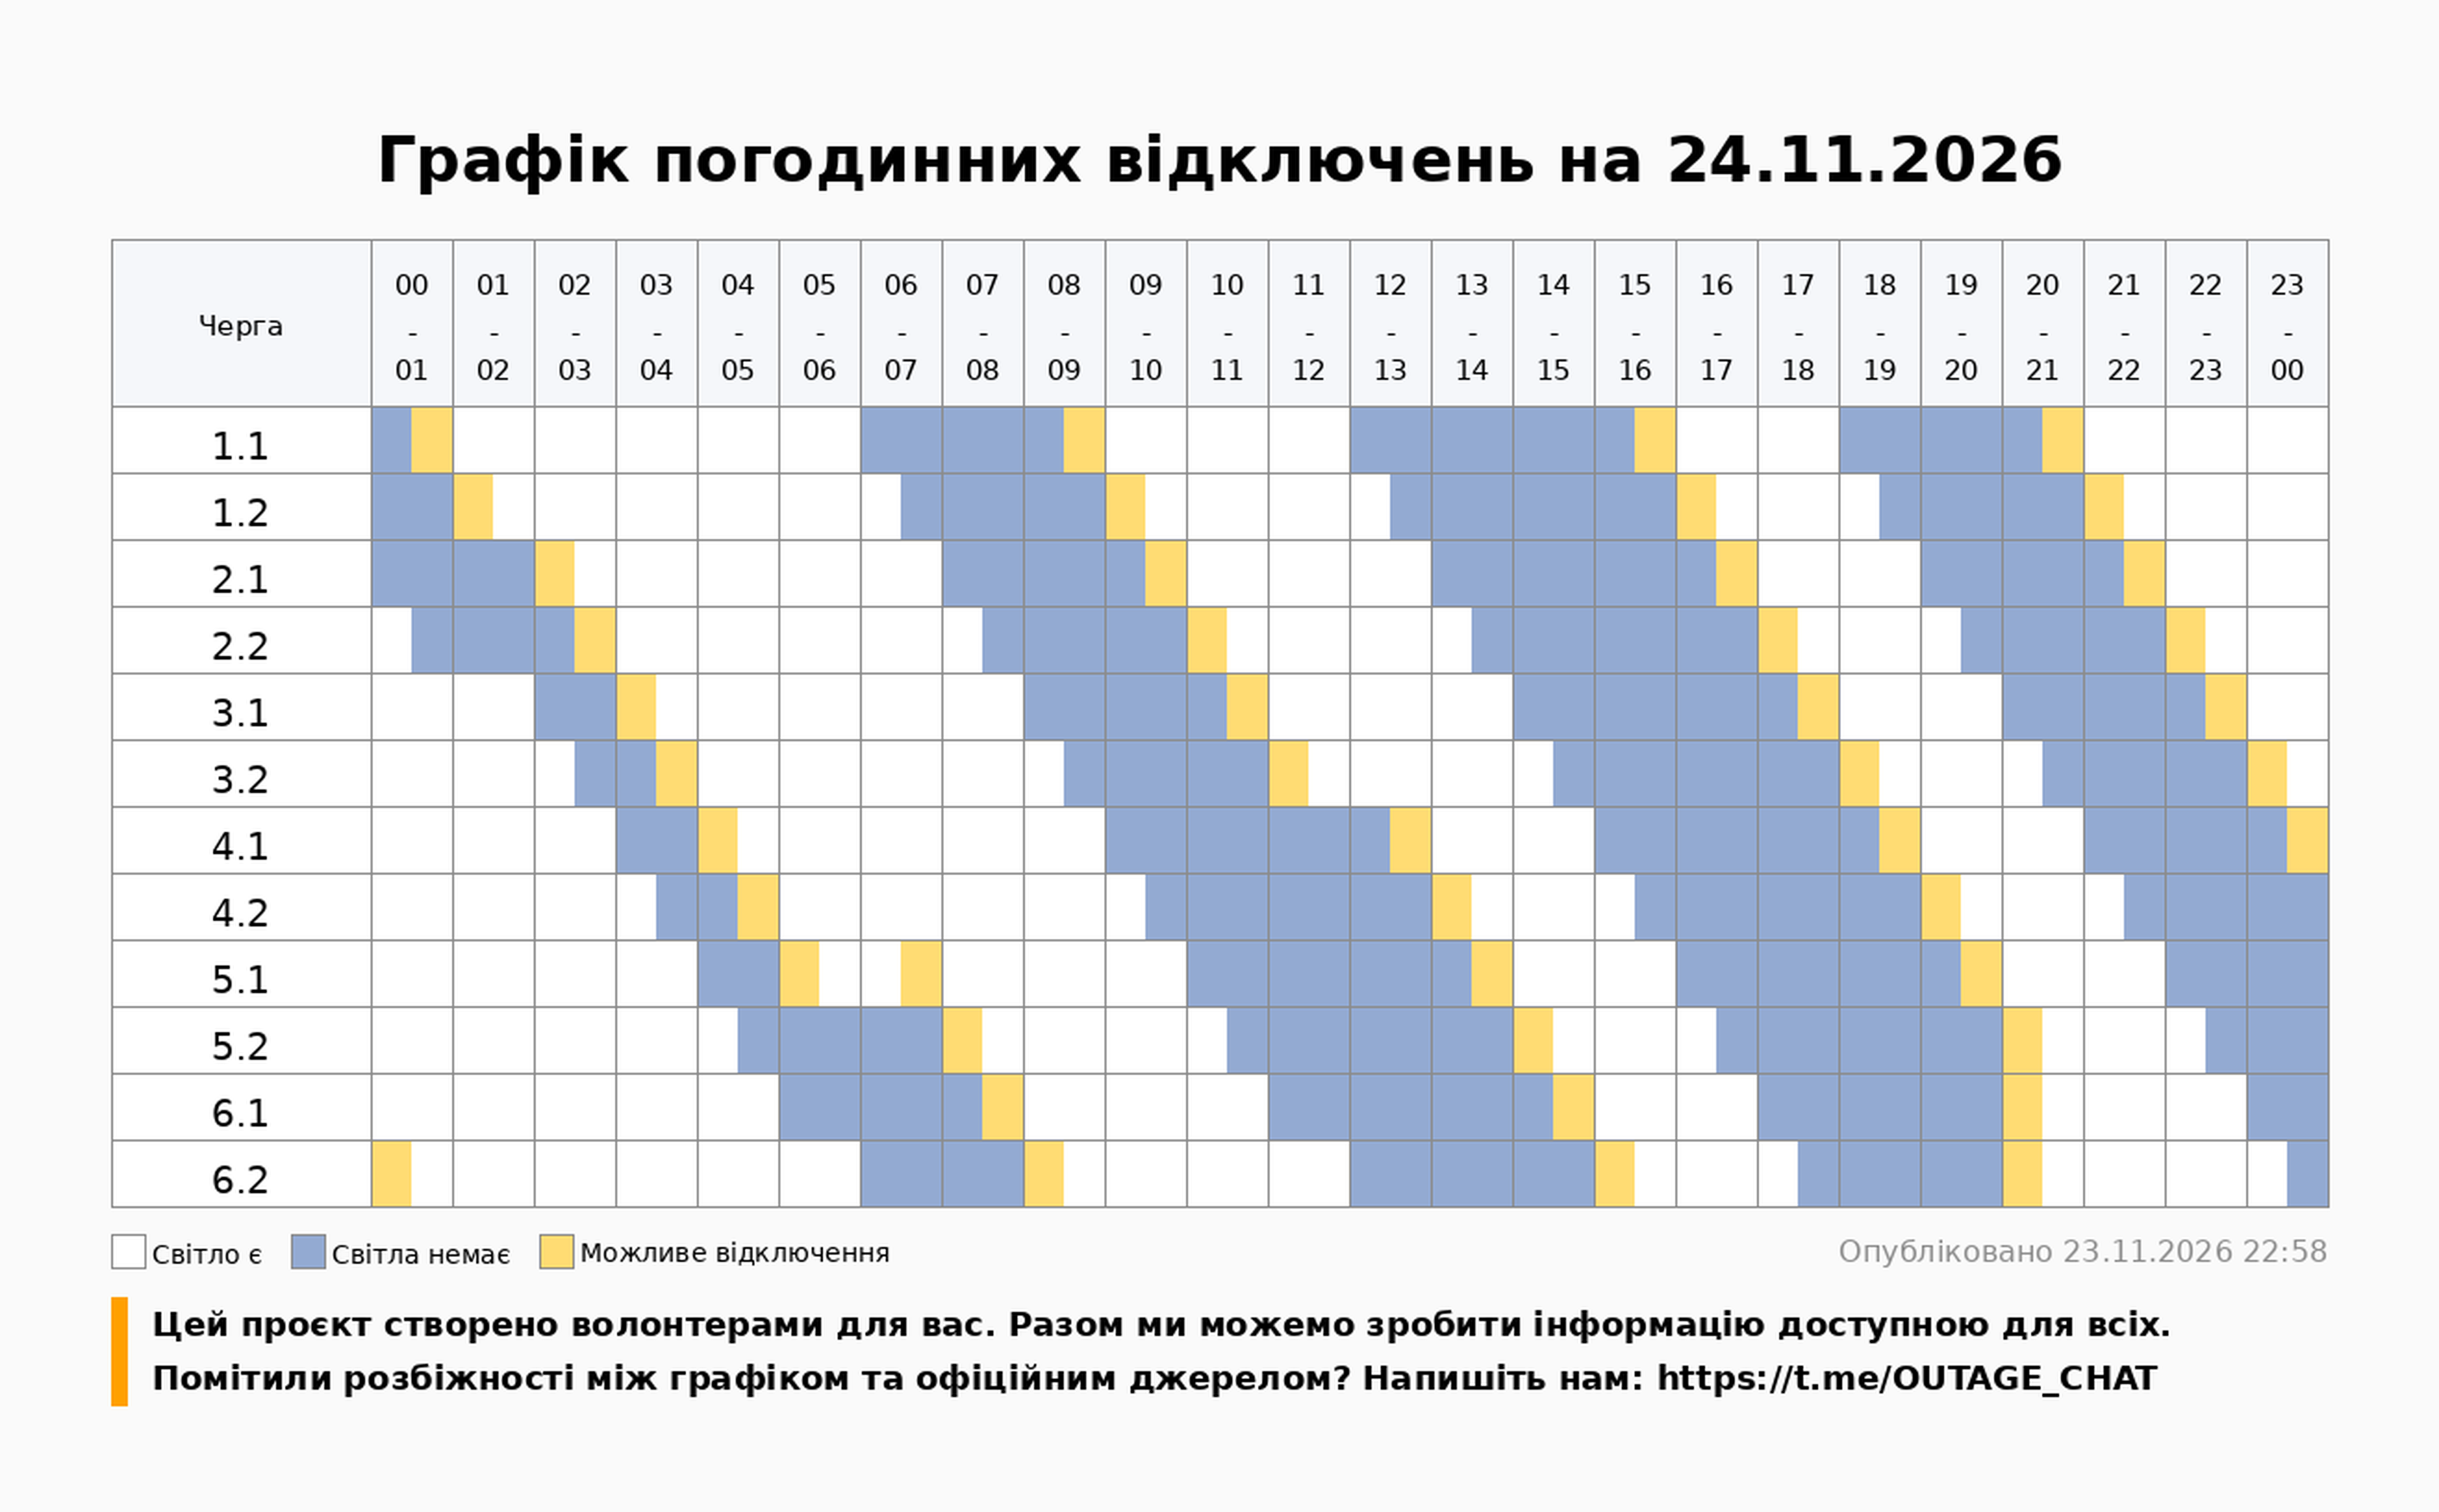 Графік погодинних відключень на 24.11.2026
Черга
00 - 01
01 - 02
02 - 03
03 - 04
04 - 05
05 - 06
06 - 07
07 - 08
08 - 09
09 - 10
10 - 11
11 - 12
12 - 13
13 - 14
14 - 15
15 - 16
16 - 17
17 - 18
18 - 19
19 - 20
20 - 21
21 - 22
22 - 23
23 - 00
1.1
1.2
2.1
2.2
3.1
3.2
4.1
4.2
5.1
5.2
6.1
6.2
Світло є
Світла немає
Можливе відключення
Опубліковано 23.11.2026 22:58
Цей проєкт створено волонтерами для вас. Разом ми можемо зробити інформацію доступною для всіх.
Помітили розбіжності між графіком та офіційним джерелом? Напишіть нам: https://t.me/OUTAGE_CHAT